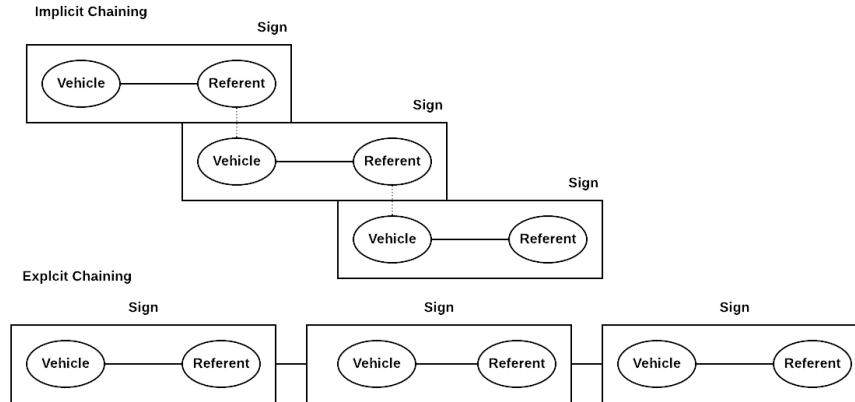 Implicit Chaining
Sign
Vehicle Referent
Sign
Vehicle Referent
Sign
Vehicle Referent
Explcit Chaining
Sign Sign Sign
Vehicle Referent Vehicle Referent Vehicle Referent